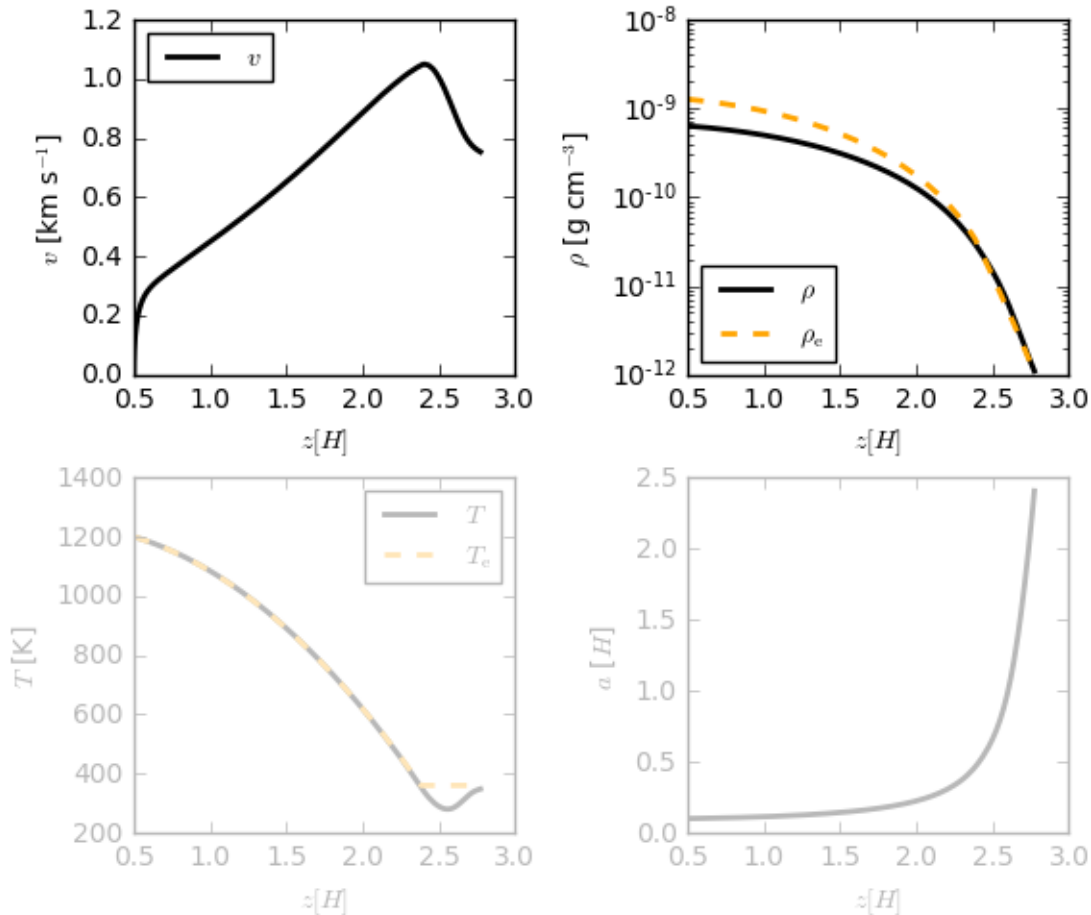 1.2
1.0
0.8
0.6
0.4
0.2
0.0
v [km s⁻¹]
v
0.5 1.0 1.5 2.0 2.5 3.0
z[H]
10⁻⁸
10⁻⁹
10⁻¹⁰
10⁻¹¹
10⁻¹²
ρ [g cm⁻³]
ρ
ρₑ
0.5 1.0 1.5 2.0 2.5 3.0
z[H]
1400
1200
1000
800
600
400
200
T [K]
T
Tₑ
0.5 1.0 1.5 2.0 2.5 3.0
z[H]
2.5
2.0
1.5
1.0
0.5
0.0
a [H]
0.5 1.0 1.5 2.0 2.5 3.0
z[H]